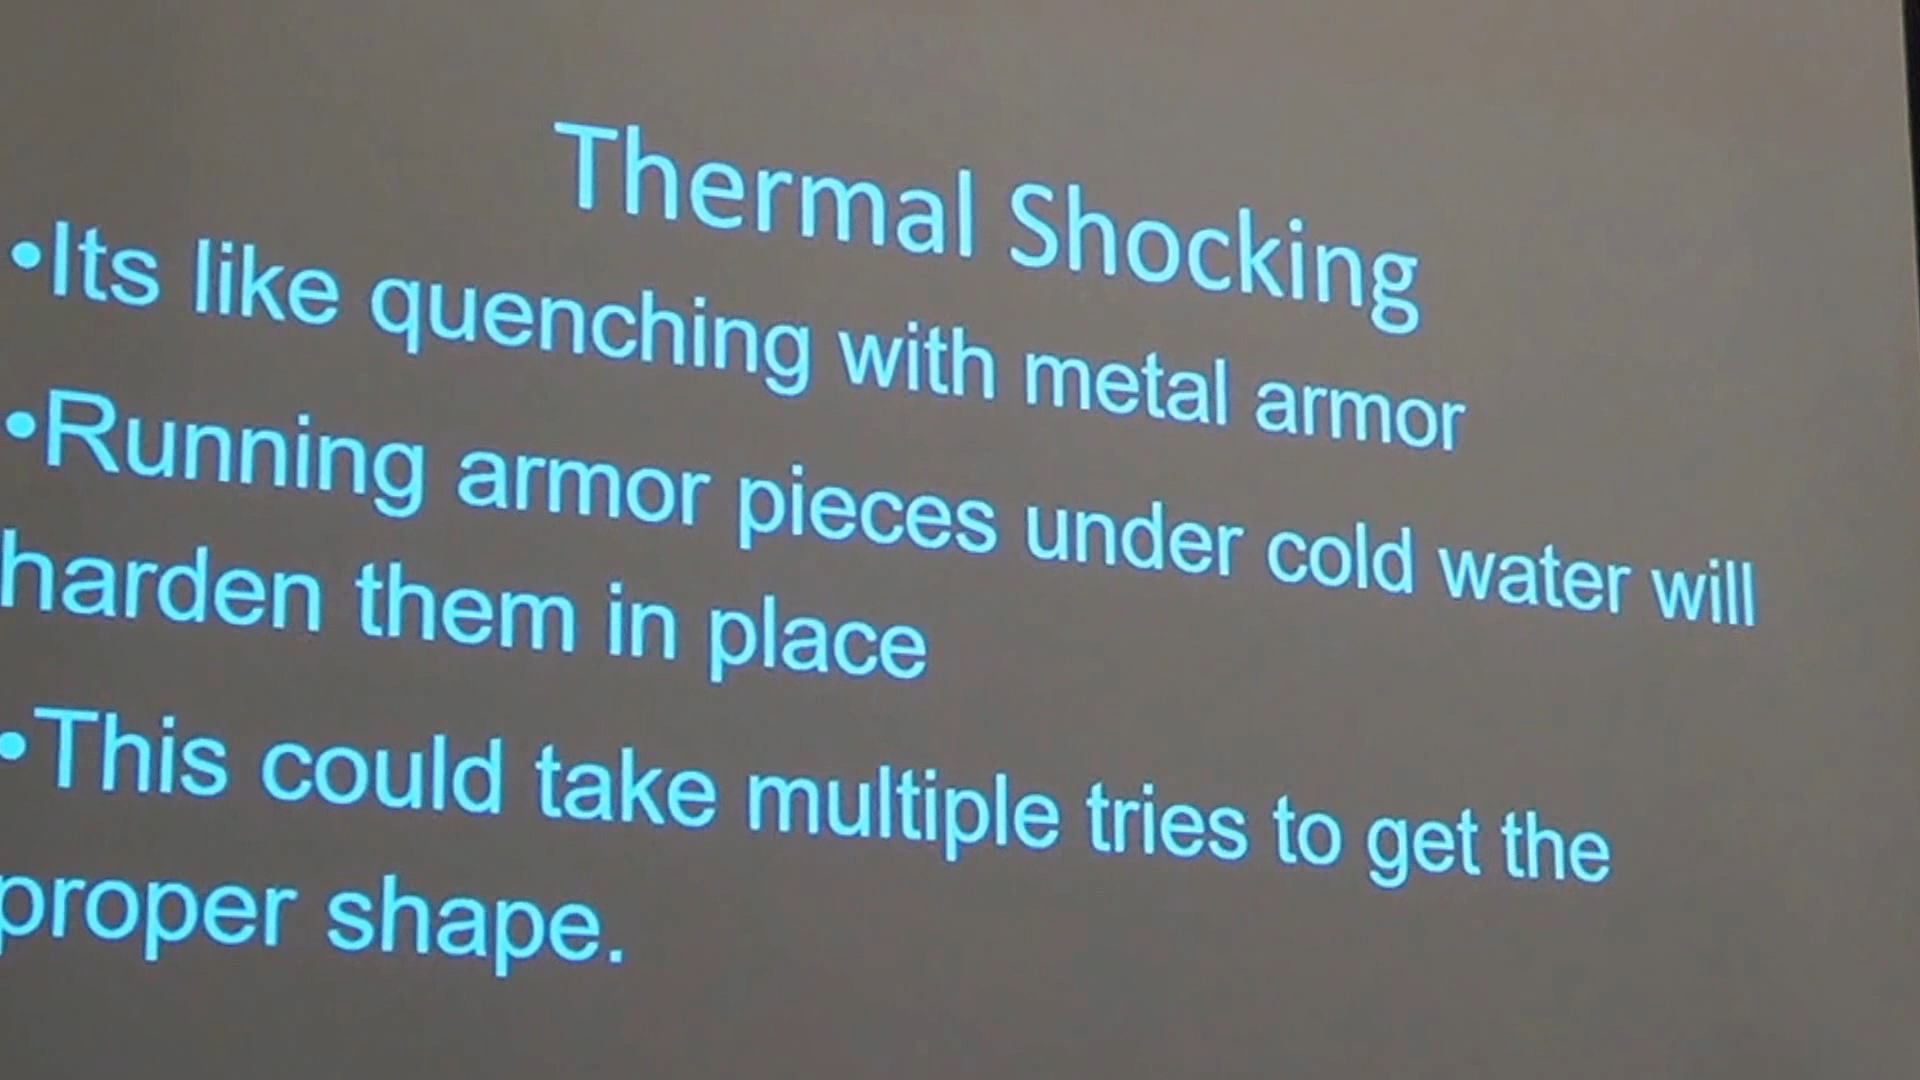 Thermal Shocking
•Its like quenching with metal armor
•Running armor pieces under cold water will
harden them in place
•This could take multiple tries to get the
proper shape.